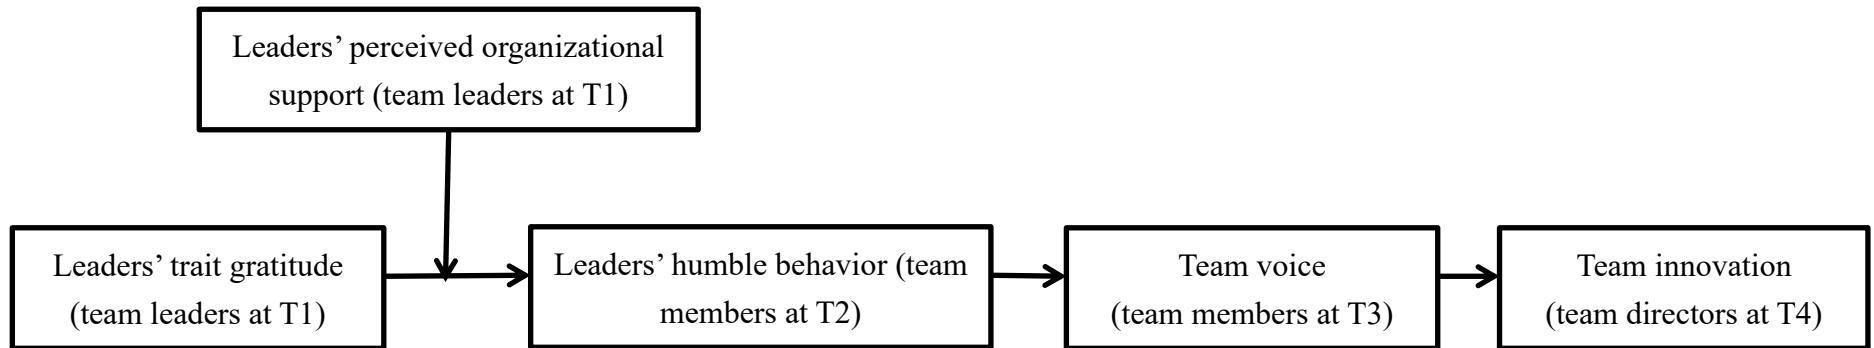 Leaders’ perceived organizational
support (team leaders at T1)
Leaders’ trait gratitude
(team leaders at T1)
Leaders’ humble behavior (team
members at T2)
Team voice
(team members at T3)
Team innovation
(team directors at T4)